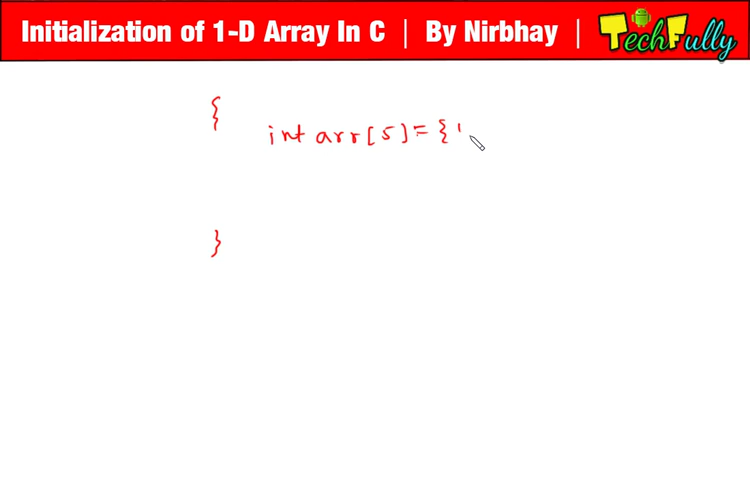 Initialization of 1-D Array In C | By Nirbhay | TechFully
{
int arr[5]={1
}